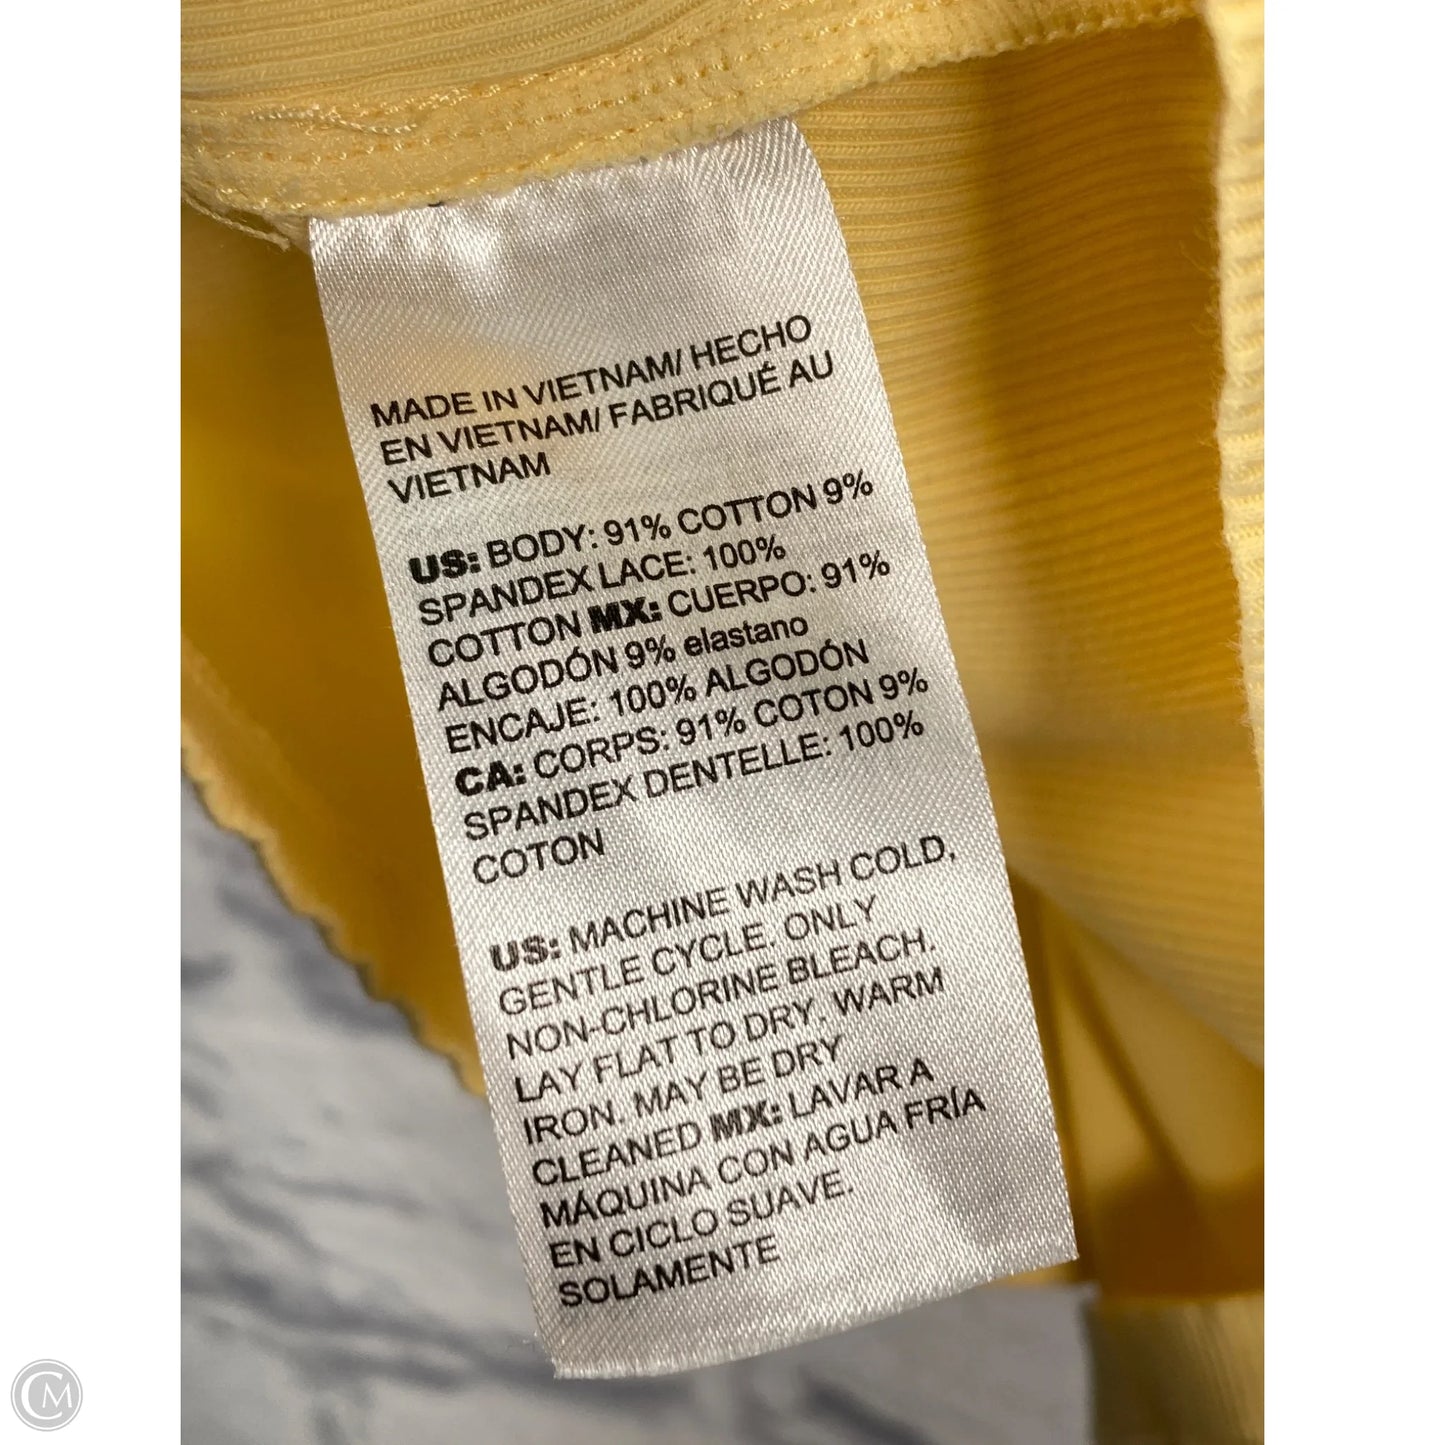 MADE IN VIETNAM/ HECHO
EN VIETNAM/ FABRIQUÉ AU
VIETNAM
US: BODY: 91% COTTON 9%
SPANDEX LACE: 100%
COTTON MX: CUERPO: 91%
ALGODÓN 9% elastano
ENCAJE: 100% ALGODÓN
CA: CORPS: 91% COTON 9%
SPANDEX DENTELLE: 100%
COTON
US: MACHINE WASH COLD,
GENTLE CYCLE. ONLY
NON-CHLORINE BLEACH.
LAY FLAT TO DRY. WARM
IRON. MAY BE DRY
CLEANED MX: LAVAR A
MÁQUINA CON AGUA FRÍA
EN CICLO SUAVE.
SOLAMENTE
CM